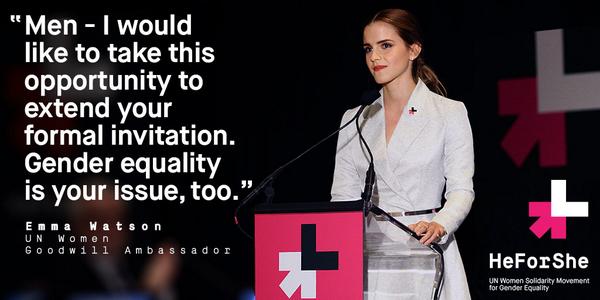 “Men - I would
like to take this
opportunity to
extend your
formal invitation.
Gender equality
is your issue, too.”
Emma Watson
UN Women
Goodwill Ambassador
HeForShe
UN Women Solidarity Movement
for Gender Equality